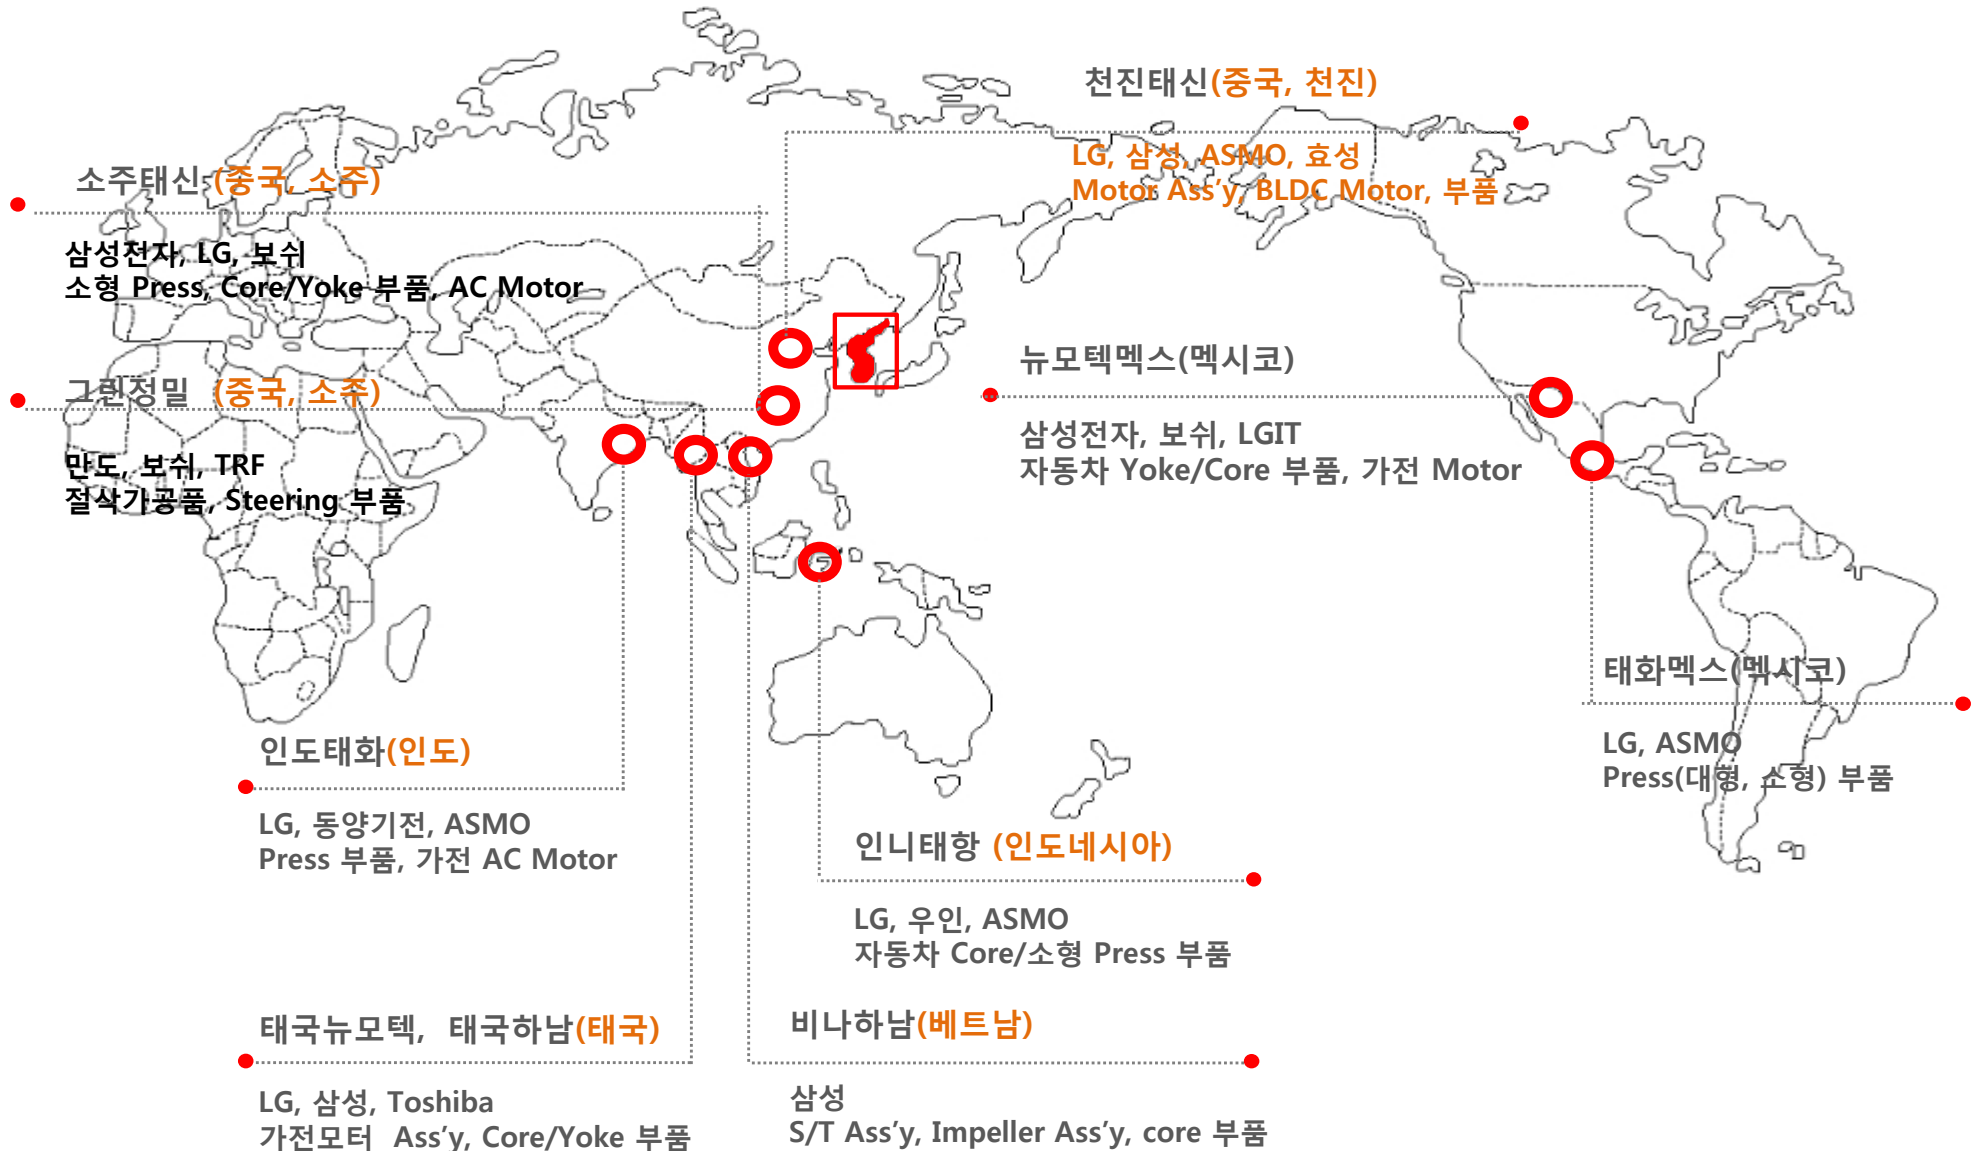 천진태신(중국, 천진)
LG, 삼성, ASMO, 효성
Motor Ass'y, BLDC Motor, 부품
소주태신 (중국, 소주)
삼성전자, LG, 보쉬
소형 Press, Core/Yoke 부품, AC Motor
그린정밀 (중국, 소주)
만도, 보쉬, TRF
절삭가공품, Steering 부품
뉴모텍멕스(멕시코)
삼성전자, 보쉬, LGIT
자동차 Yoke/Core 부품, 가전 Motor
태화멕스(멕시코)
LG, ASMO
Press(대형, 소형) 부품
인도태화(인도)
LG, 동양기전, ASMO
Press 부품, 가전 AC Motor
인니태항 (인도네시아)
LG, 우인, ASMO
자동차 Core/소형 Press 부품
태국뉴모텍, 태국하남(태국)
LG, 삼성, Toshiba
가전모터 Ass'y, Core/Yoke 부품
비나하남(베트남)
삼성
S/T Ass'y, Impeller Ass'y, core 부품